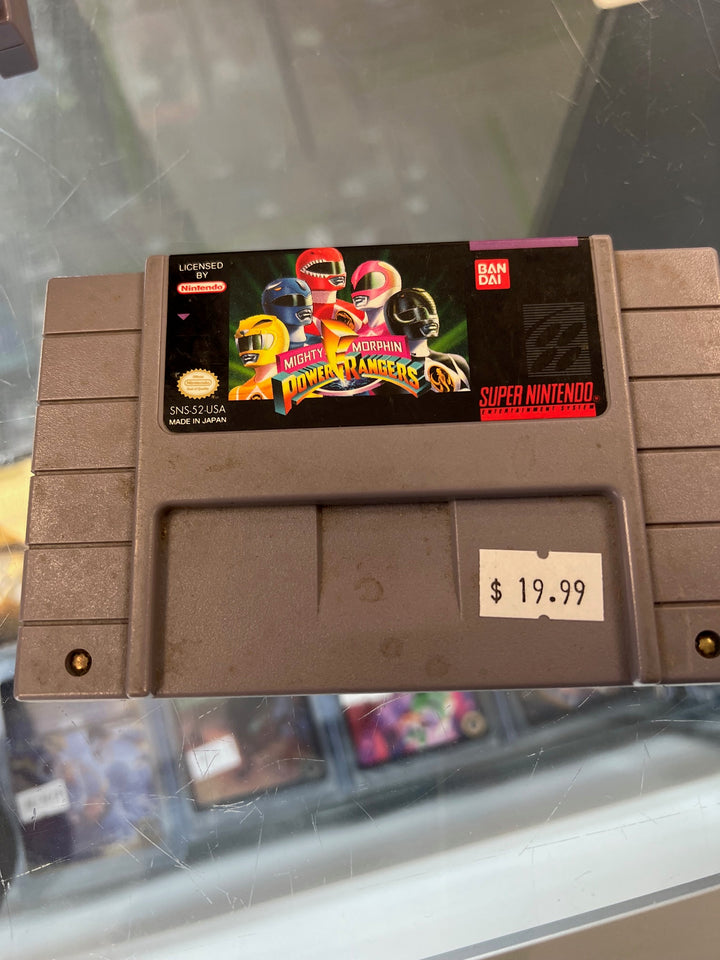 LICENSED
BY
Nintendo
BAN
DAI
MIGHTY MORPHIN
POWER RANGERS
SNS-52-USA
MADE IN JAPAN
SUPER NINTENDO
ENTERTAINMENT SYSTEM
$ 19.99